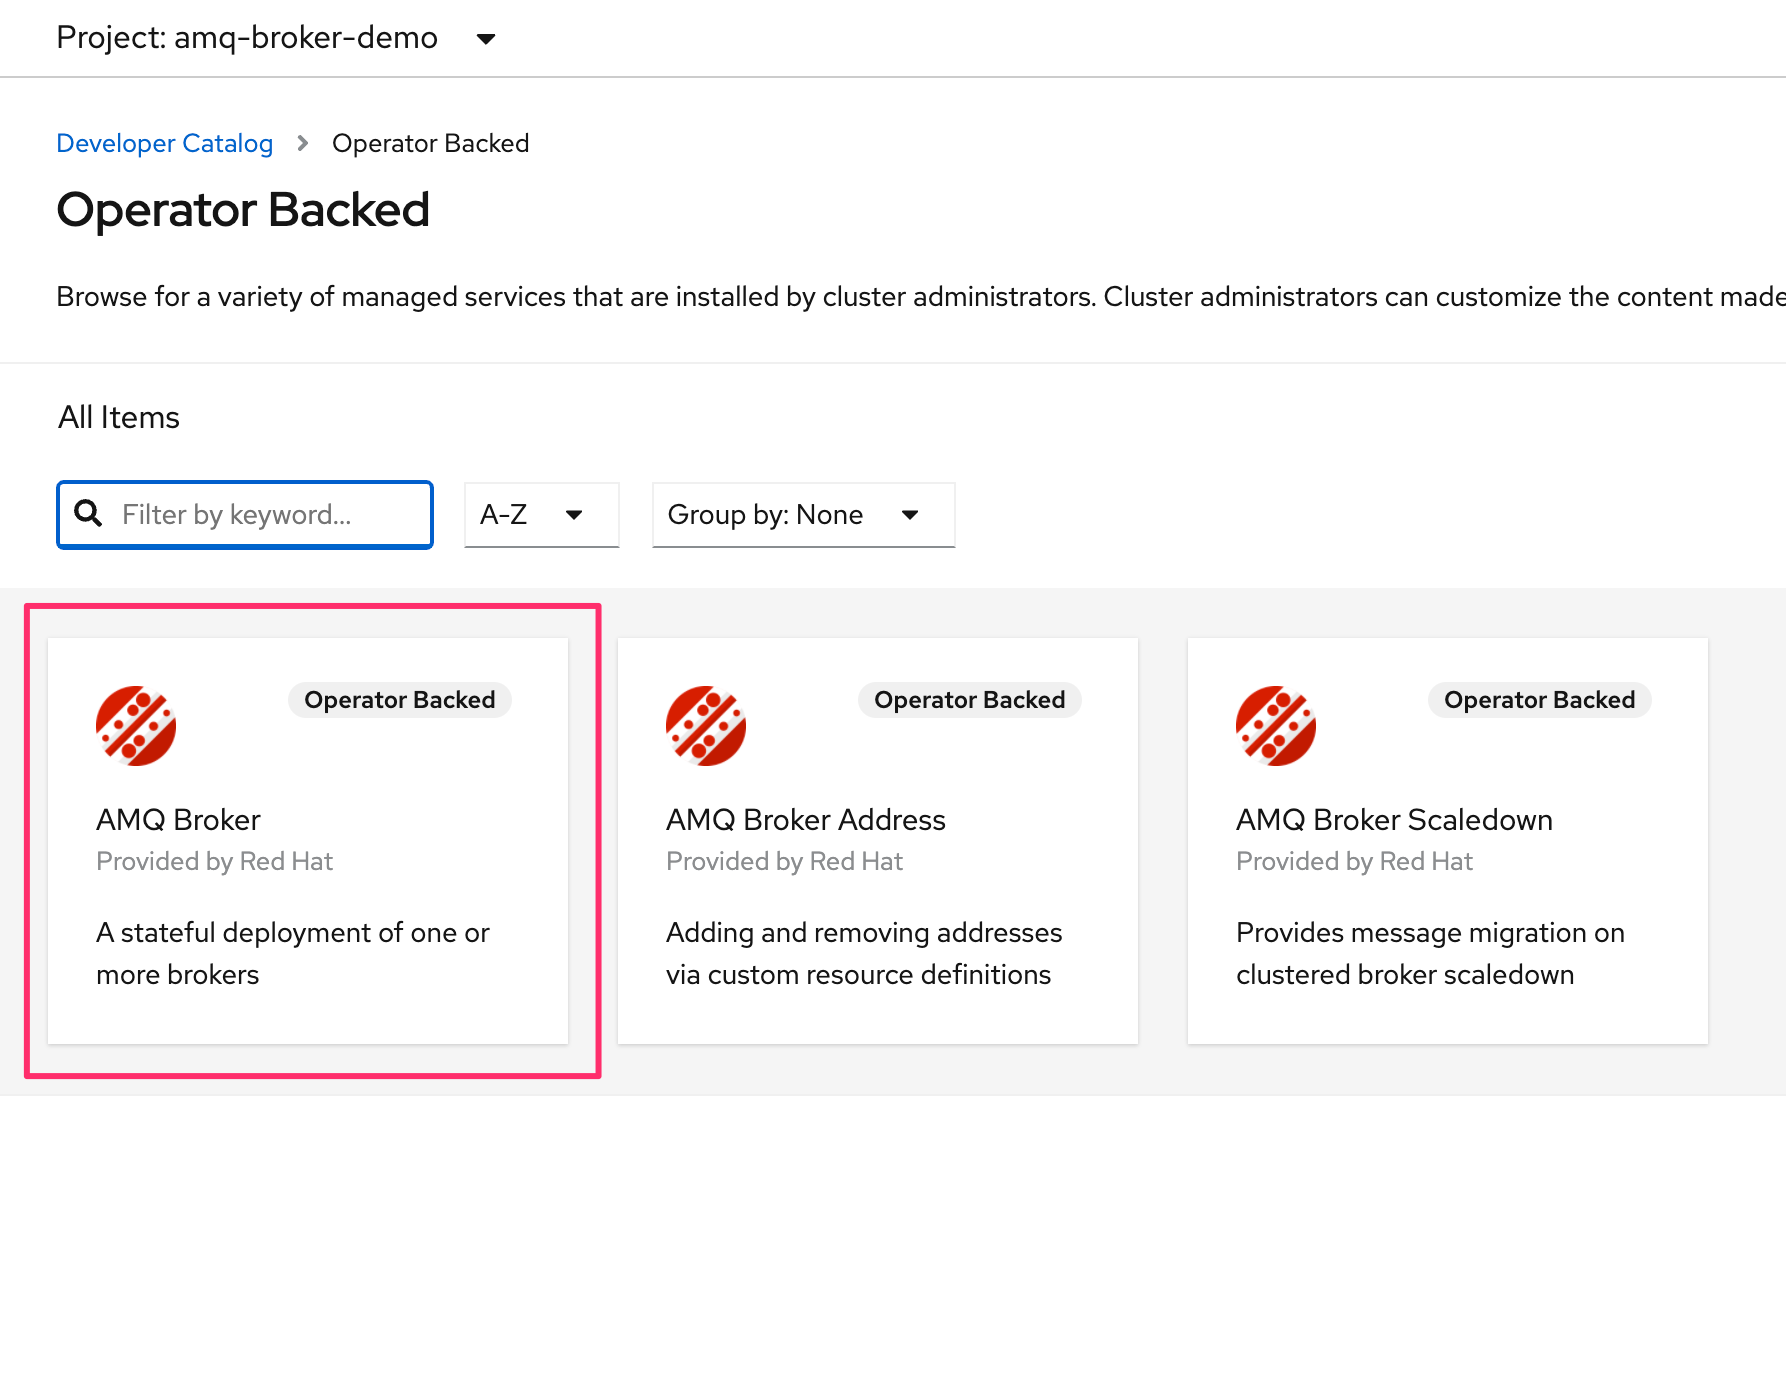 Project: amq-broker-demo
Developer Catalog > Operator Backed
Operator Backed
Browse for a variety of managed services that are installed by cluster administrators. Cluster administrators can customize the content made
All Items
Filter by keyword...
A-Z
Group by: None
Operator Backed
AMQ Broker
Provided by Red Hat
A stateful deployment of one or
more brokers
Operator Backed
AMQ Broker Address
Provided by Red Hat
Adding and removing addresses
via custom resource definitions
Operator Backed
AMQ Broker Scaledown
Provided by Red Hat
Provides message migration on
clustered broker scaledown